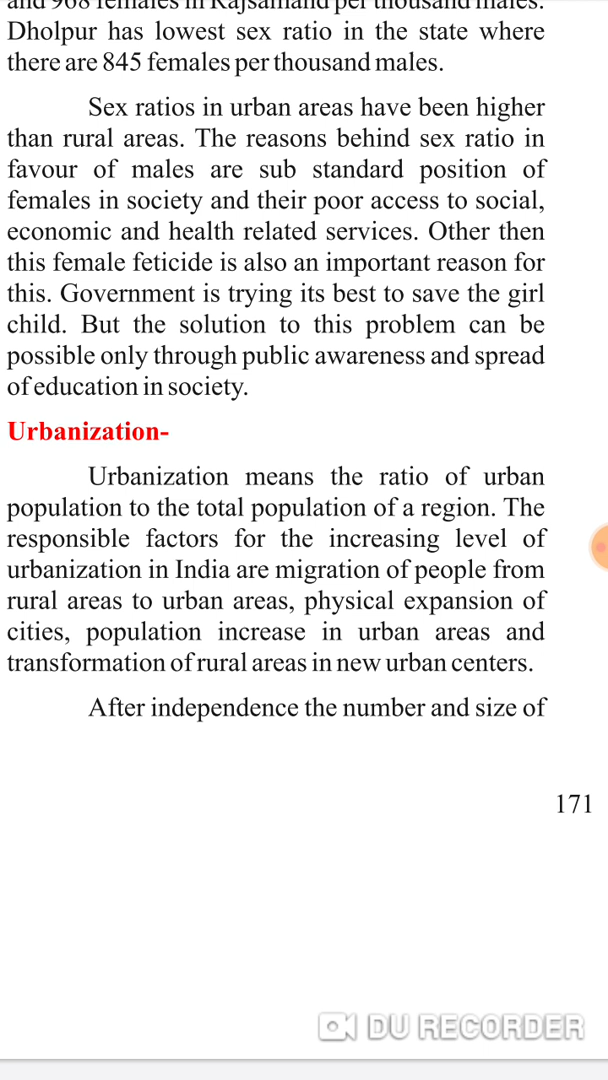 and 968 females in Rajsamand per thousand males.
Dholpur has lowest sex ratio in the state where
there are 845 females per thousand males.
Sex ratios in urban areas have been higher
than rural areas. The reasons behind sex ratio in
favour of males are sub standard position of
females in society and their poor access to social,
economic and health related services. Other then
this female feticide is also an important reason for
this. Government is trying its best to save the girl
child. But the solution to this problem can be
possible only through public awareness and spread
of education in society.
Urbanization-
Urbanization means the ratio of urban
population to the total population of a region. The
responsible factors for the increasing level of
urbanization in India are migration of people from
rural areas to urban areas, physical expansion of
cities, population increase in urban areas and
transformation of rural areas in new urban centers.
After independence the number and size of
171
DU RECORDER